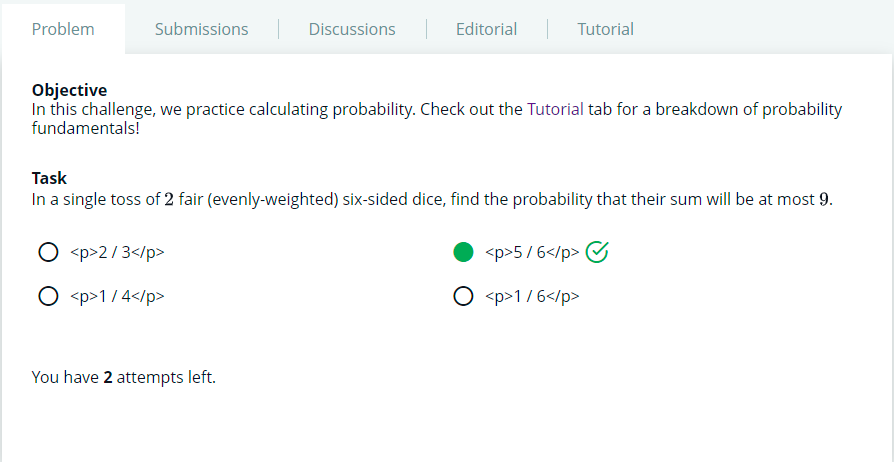 Problem Submissions Discussions Editorial Tutorial
Objective
In this challenge, we practice calculating probability. Check out the Tutorial tab for a breakdown of probability
fundamentals!
Task
In a single toss of 2 fair (evenly-weighted) six-sided dice, find the probability that their sum will be at most 9.
<p>2 / 3</p> <p>5 / 6</p>
<p>1 / 4</p> <p>1 / 6</p>
You have 2 attempts left.